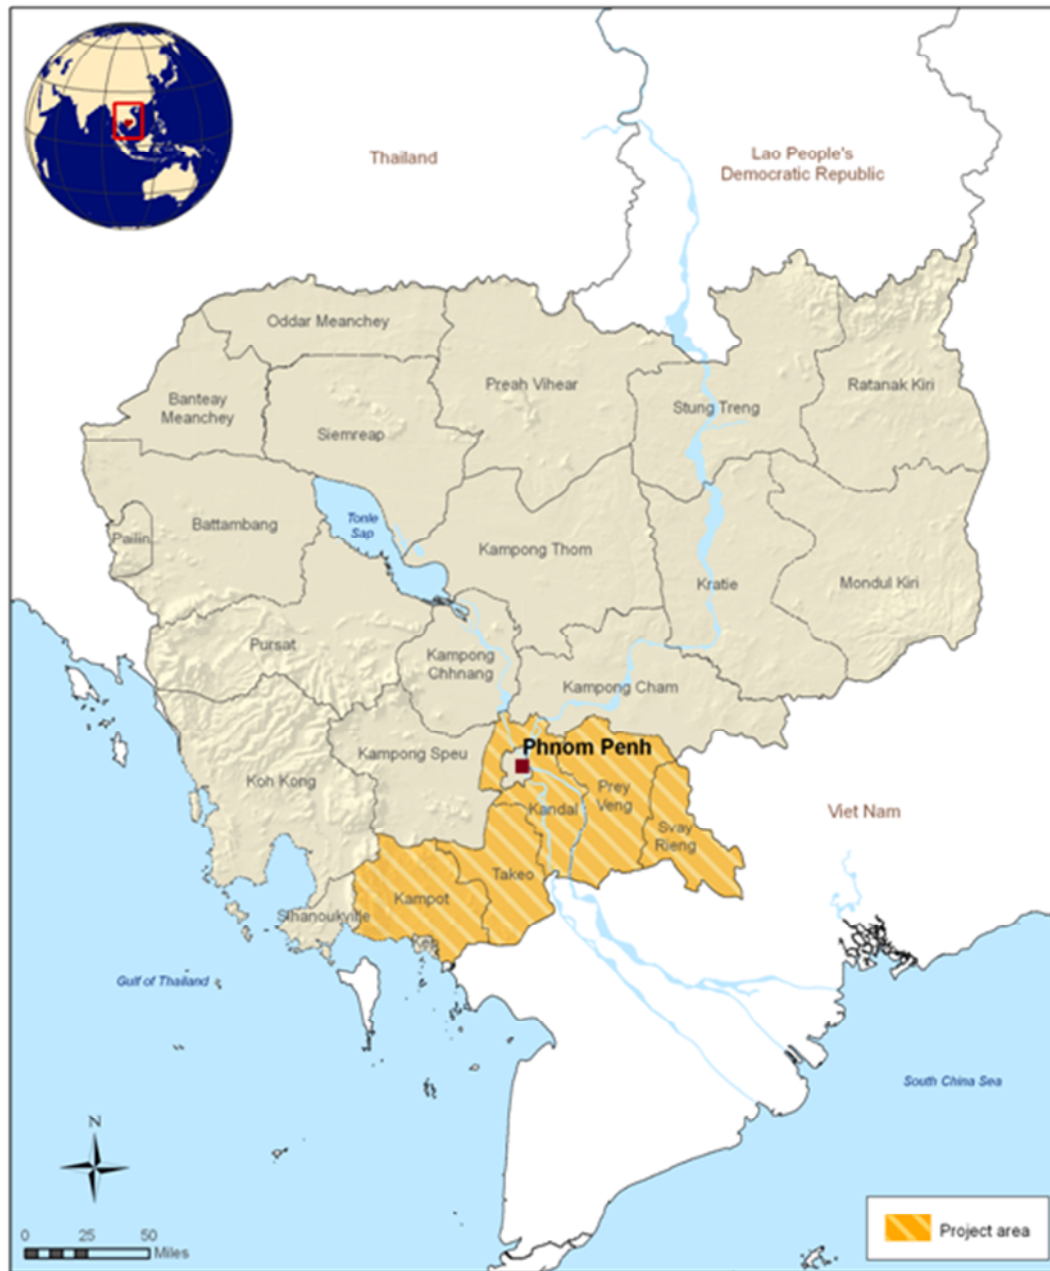 Thailand
Lao People's
Democratic Republic
Oddar Meanchey
Banteay
Meanchey
Siemreap
Preah Vihear
Stung Treng
Ratanak Kiri
Tonle
Sap
Battambang
Pailin
Kampong Thom
Kratie
Mondul Kiri
Pursat
Kampong
Chhnang
Kampong Cham
Kampong Speu
Koh Kong
Phnom Penh
Prey
Veng
Kandal
Svay
Rieng
Viet Nam
Takeo
Kampot
Sihanoukville
Gulf of Thailand
South China Sea
N
0 25 50
Miles
Project area